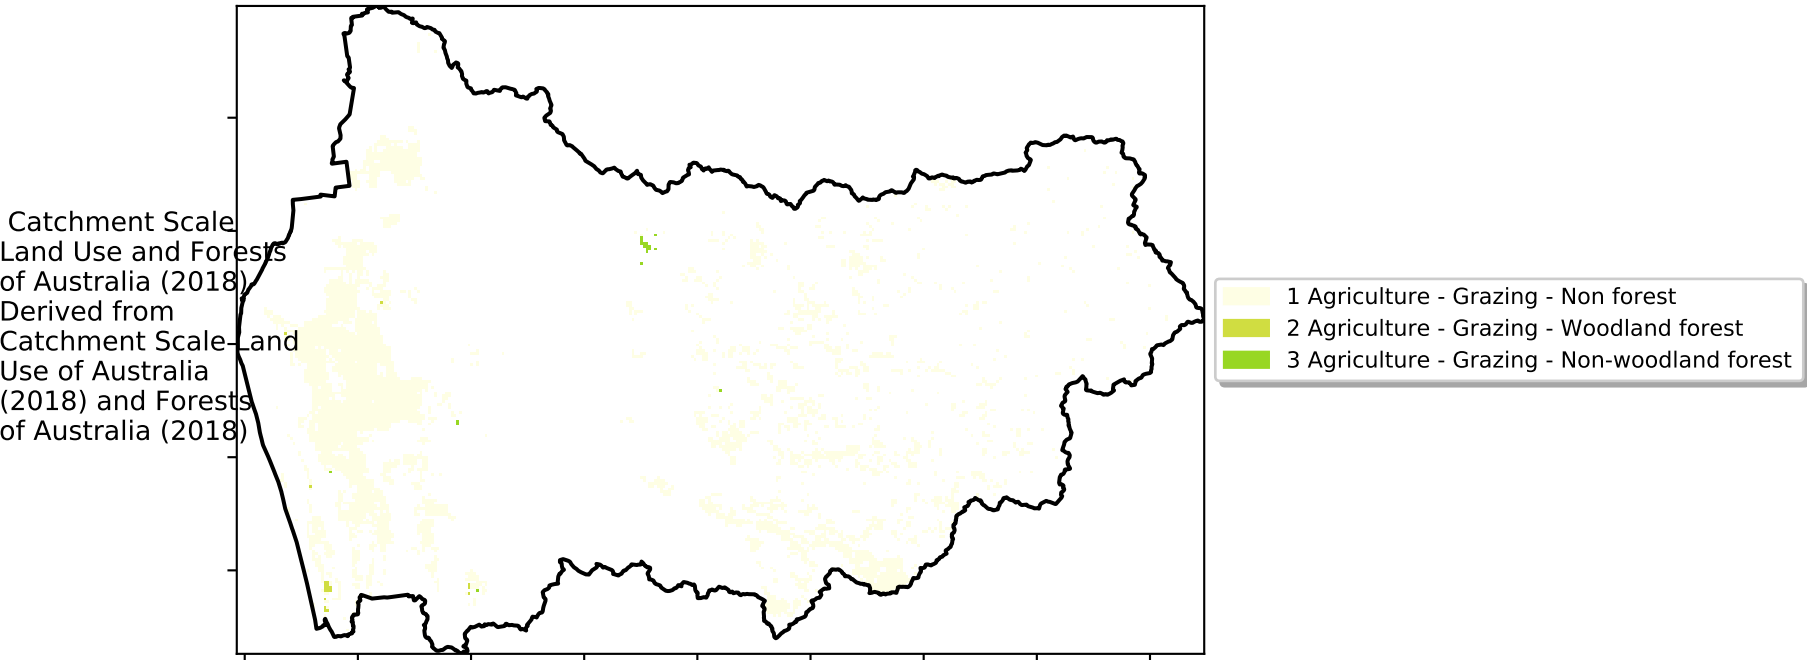 Catchment Scale
Land Use and Forests
of Australia (2018)
Derived from
Catchment Scale Land
Use of Australia
(2018) and Forests
of Australia (2018)
1 Agriculture - Grazing - Non forest
2 Agriculture - Grazing - Woodland forest
3 Agriculture - Grazing - Non-woodland forest